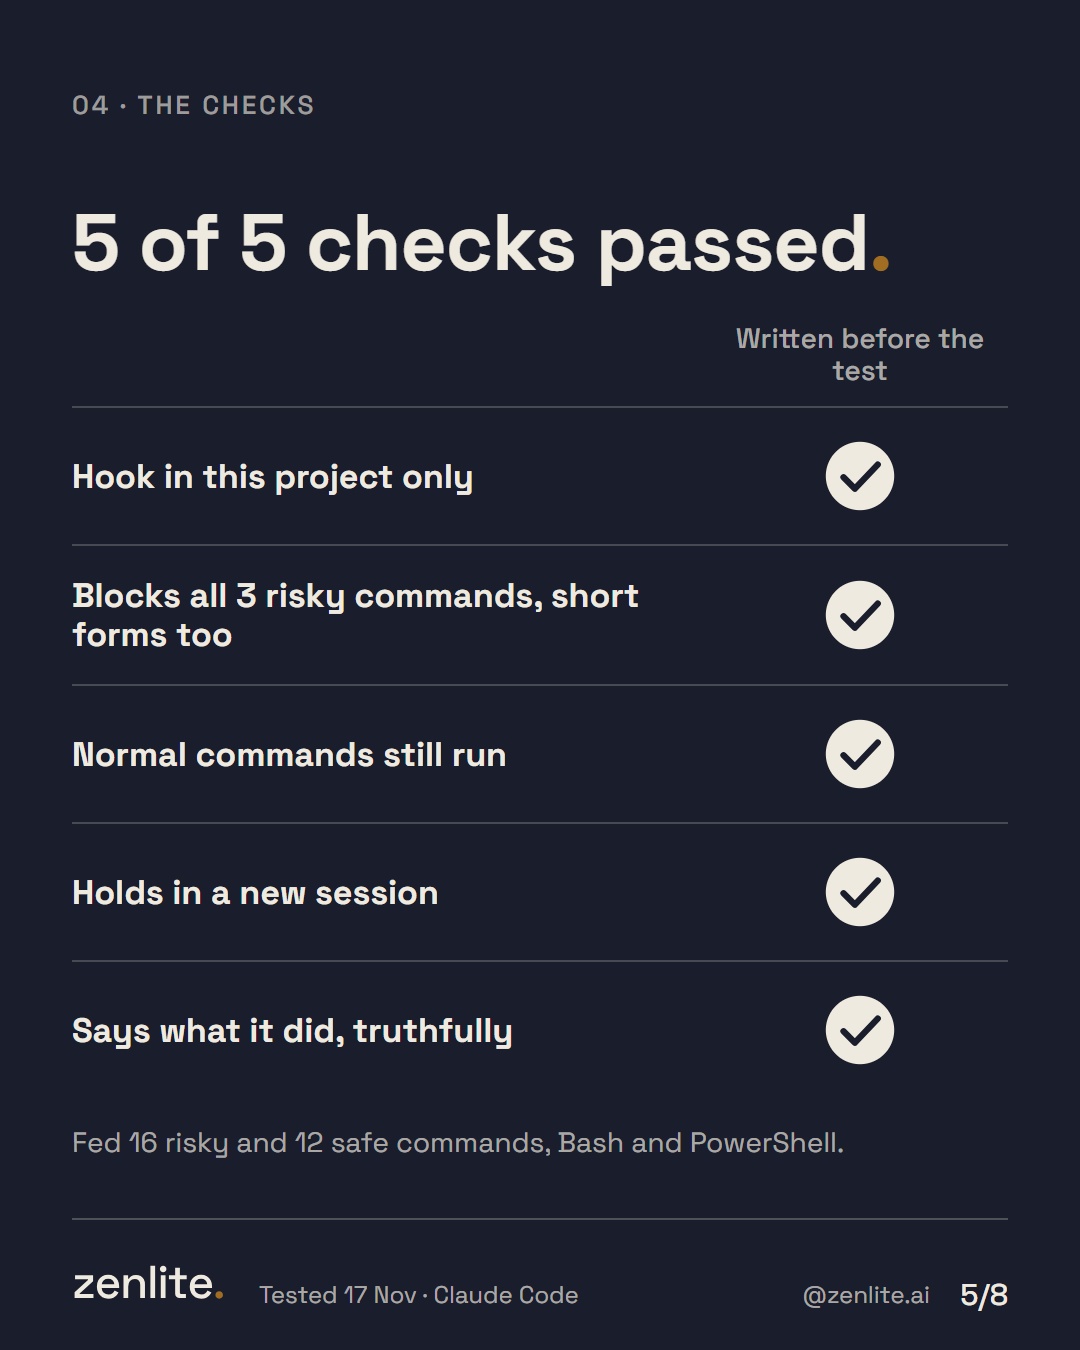 04 · THE CHECKS
5 of 5 checks passed.
Written before the
test
Hook in this project only
Blocks all 3 risky commands, short
forms too
Normal commands still run
Holds in a new session
Says what it did, truthfully
Fed 16 risky and 12 safe commands, Bash and PowerShell.
zenlite. Tested 17 Nov · Claude Code @zenlite.ai 5/8